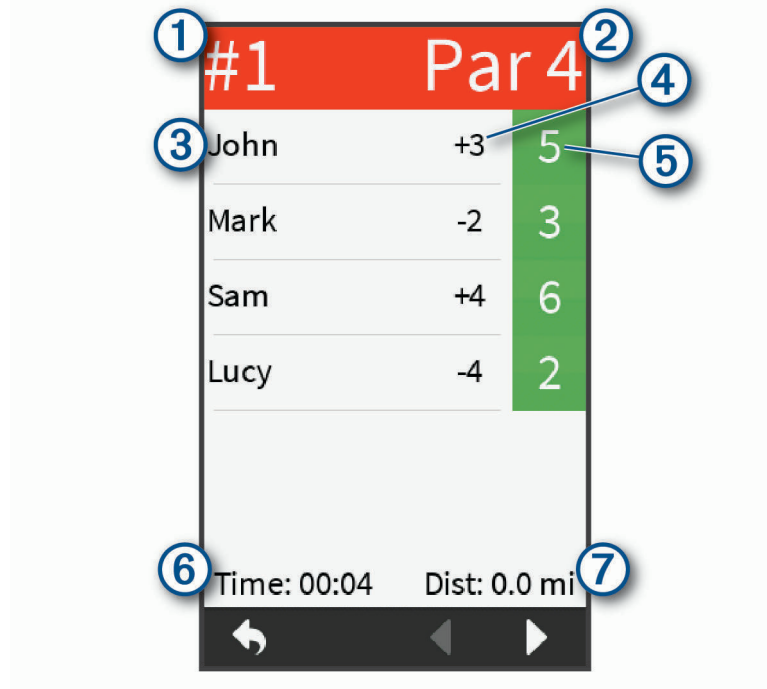 ① ②
#1 Par 4
④
③ John +3 5
⑤
Mark -2 3
Sam +4 6
Lucy -4 2
⑥ ⑦
Time: 00:04 Dist: 0.0 mi